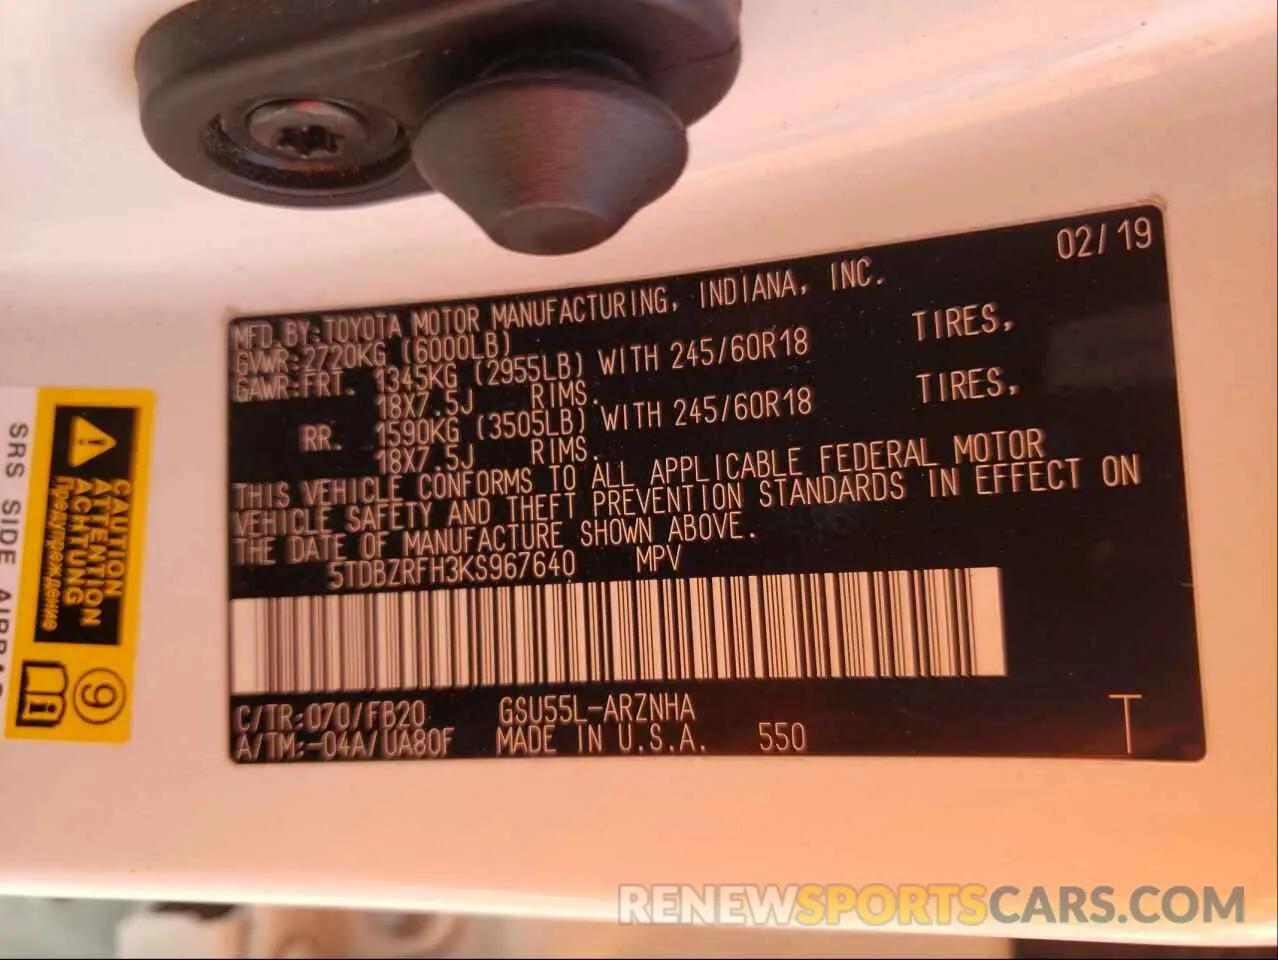 02/19
MFD.BY:TOYOTA MOTOR MANUFACTURING, INDIANA, INC.
GVWR:2720KG (6000LB)
GAWR:FRT. 1345KG (2955LB) WITH 245/60R18 TIRES,
18X7.5J RIMS.
RR. 1590KG (3505LB) WITH 245/60R18 TIRES,
18X7.5J RIMS.
THIS VEHICLE CONFORMS TO ALL APPLICABLE FEDERAL MOTOR
VEHICLE SAFETY AND THEFT PREVENTION STANDARDS IN EFFECT ON
THE DATE OF MANUFACTURE SHOWN ABOVE.
5TDBZRFH3KS967640 MPV
C/TR:070/FB20 GSU55L-ARZNHA
A/TM:-04A/UA80F MADE IN U.S.A. 550 T
CAUTION
ATTENTION
ACHTUNG
Предупреждение
9
SRS SIDE AIRBAG
RENEWSPORTSCARS.COM